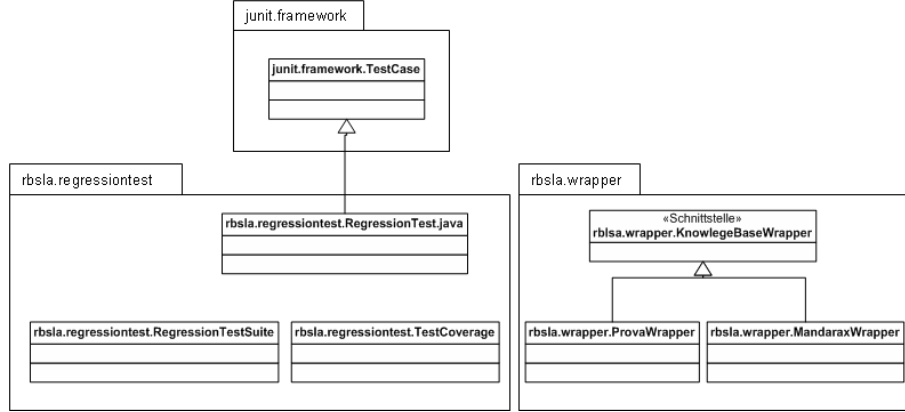 junit.framework
junit.framework.TestCase
rbsla.regressiontest
rbsla.regressiontest.RegressionTest.java
rbsla.regressiontest.RegressionTestSuite
rbsla.regressiontest.TestCoverage
rbsla.wrapper
«Schnittstelle»
rblsa.wrapper.KnowlegeBaseWrapper
rbsla.wrapper.ProvaWrapper
rbsla.wrapper.MandaraxWrapper